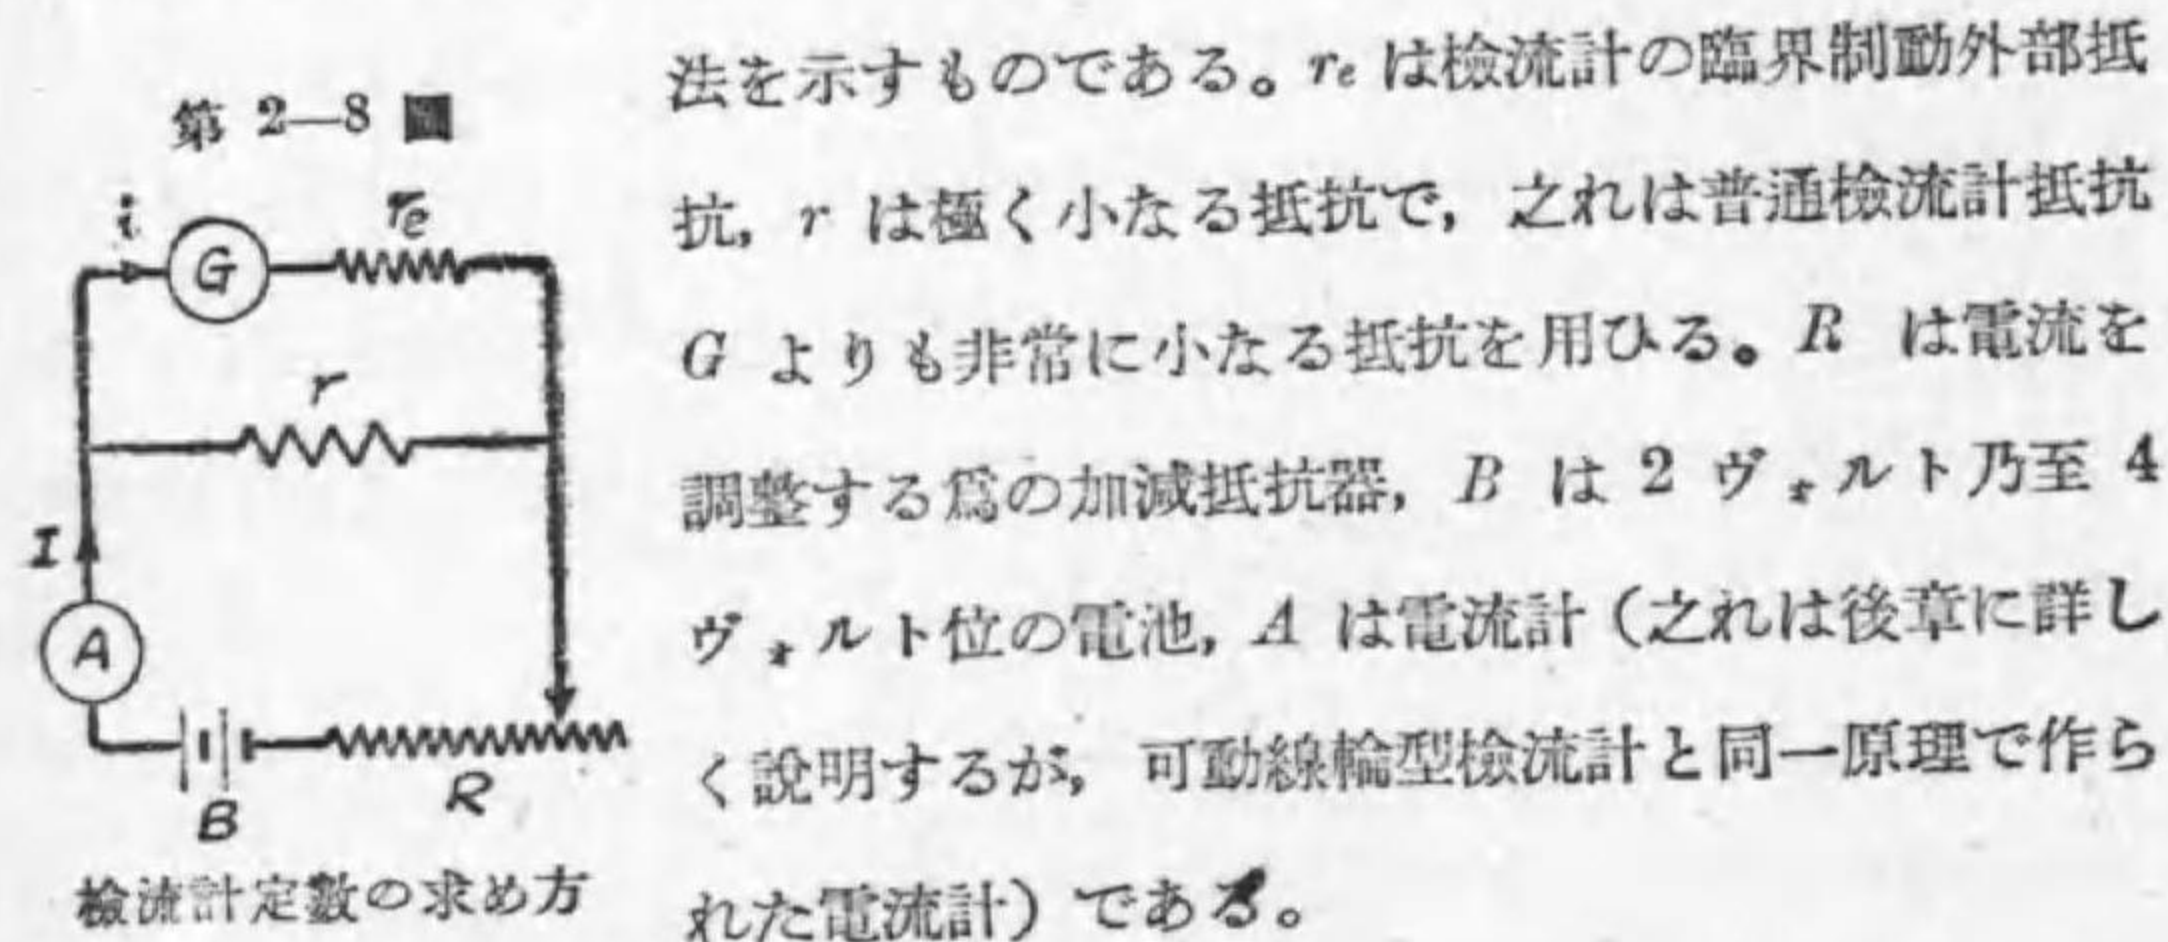 第 2—8 圖
i
G
re
r
I
A
B
R
檢流計定數の求め方
法を示すものである。re は檢流計の臨界制動外部抵
抗, r は極く小なる抵抗で, 之れは普通檢流計抵抗
G よりも非常に小なる抵抗を用ひる。R は電流を
調整する爲の加減抵抗器, B は 2 ヴォルト乃至 4
ヴォルト位の電池, A は電流計 (之れは後章に詳し
く說明するが, 可動線輪型檢流計と同一原理で作ら
れた電流計) である。